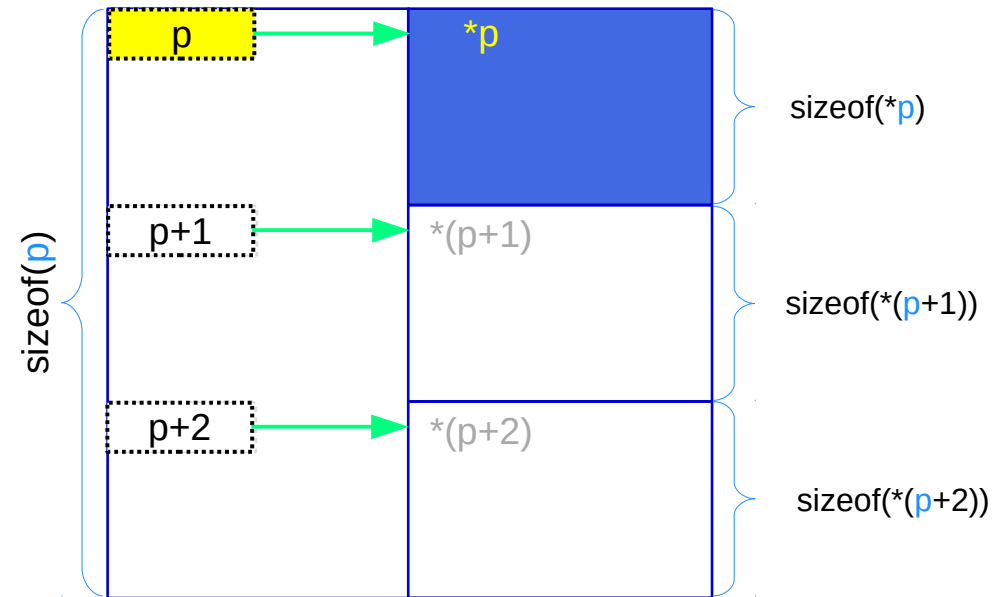 p
*p
sizeof(*p)
p+1
*(p+1)
sizeof(p)
sizeof(*(p+1))
p+2
*(p+2)
sizeof(*(p+2))